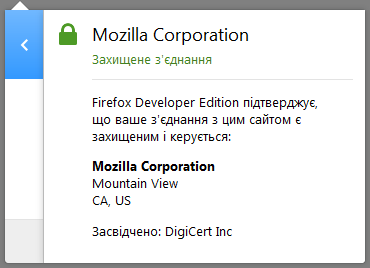 Mozilla Corporation
Захищене з'єднання
Firefox Developer Edition підтверджує,
що ваше з'єднання з цим сайтом є
захищеним і керується:
Mozilla Corporation
Mountain View
CA, US
Засвідчено: DigiCert Inc